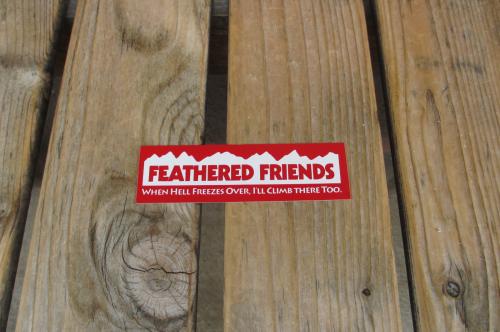 FEATHERED FRIENDS
WHEN HELL FREEZES OVER, I'LL CLIMB THERE TOO.